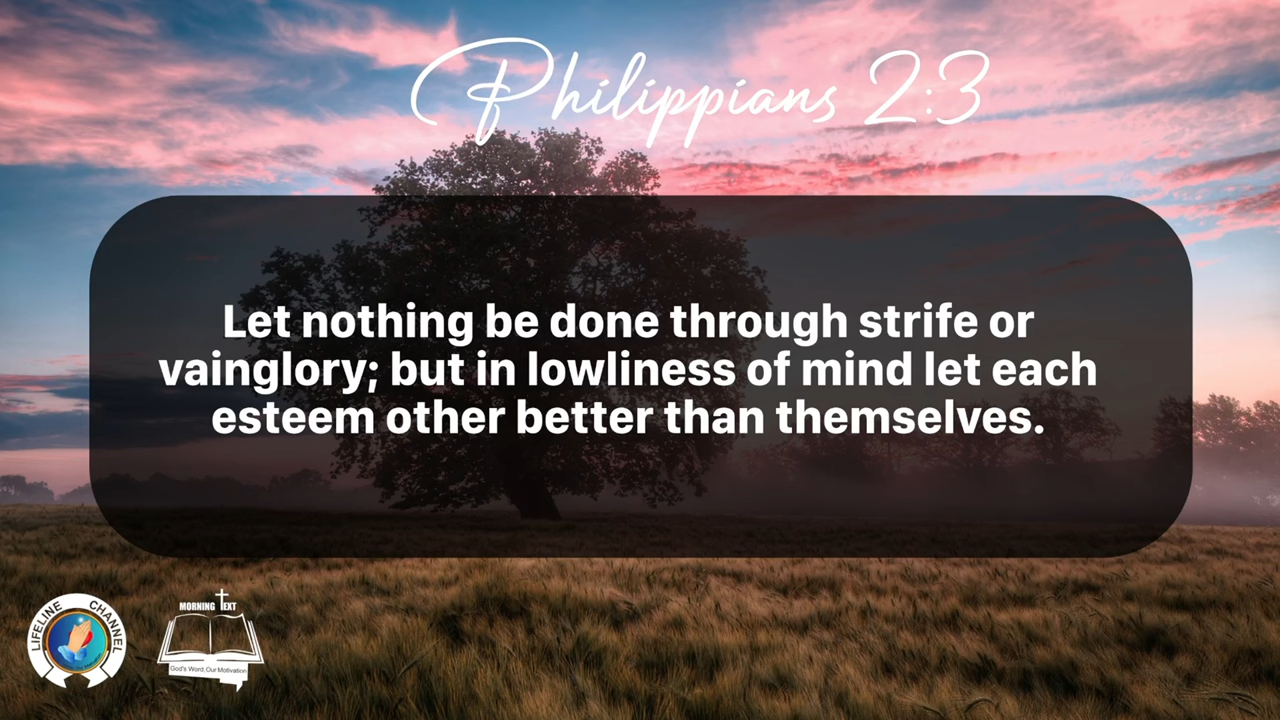 Philippians 2:3
Let nothing be done through strife or
vainglory; but in lowliness of mind let each
esteem other better than themselves.
LIFELINE CHANNEL
MORNING TEXT
God's Word, Our Motivation